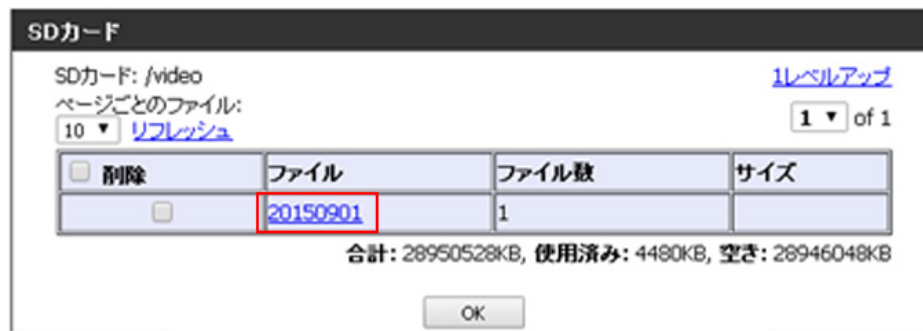 SDカード
SDカード: /video
1レベルアップ
ページごとのファイル:
10 リフレッシュ
1 of 1
削除 ファイル ファイル数 サイズ
20150901 1
合計: 28950528KB, 使用済み: 4480KB, 空き: 28946048KB
OK